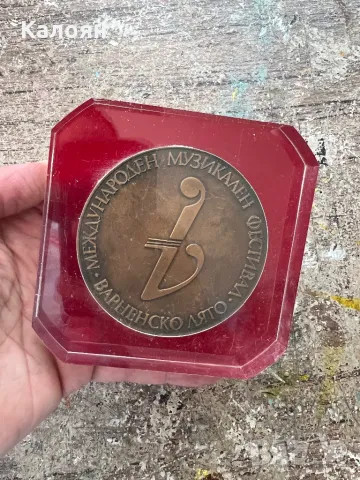 Калоян
МЕЖДУНАРОДЕН МУЗИКАЛЕН ФЕСТИВАЛ
· ВАРНЕНСКО ЛЯТО ·